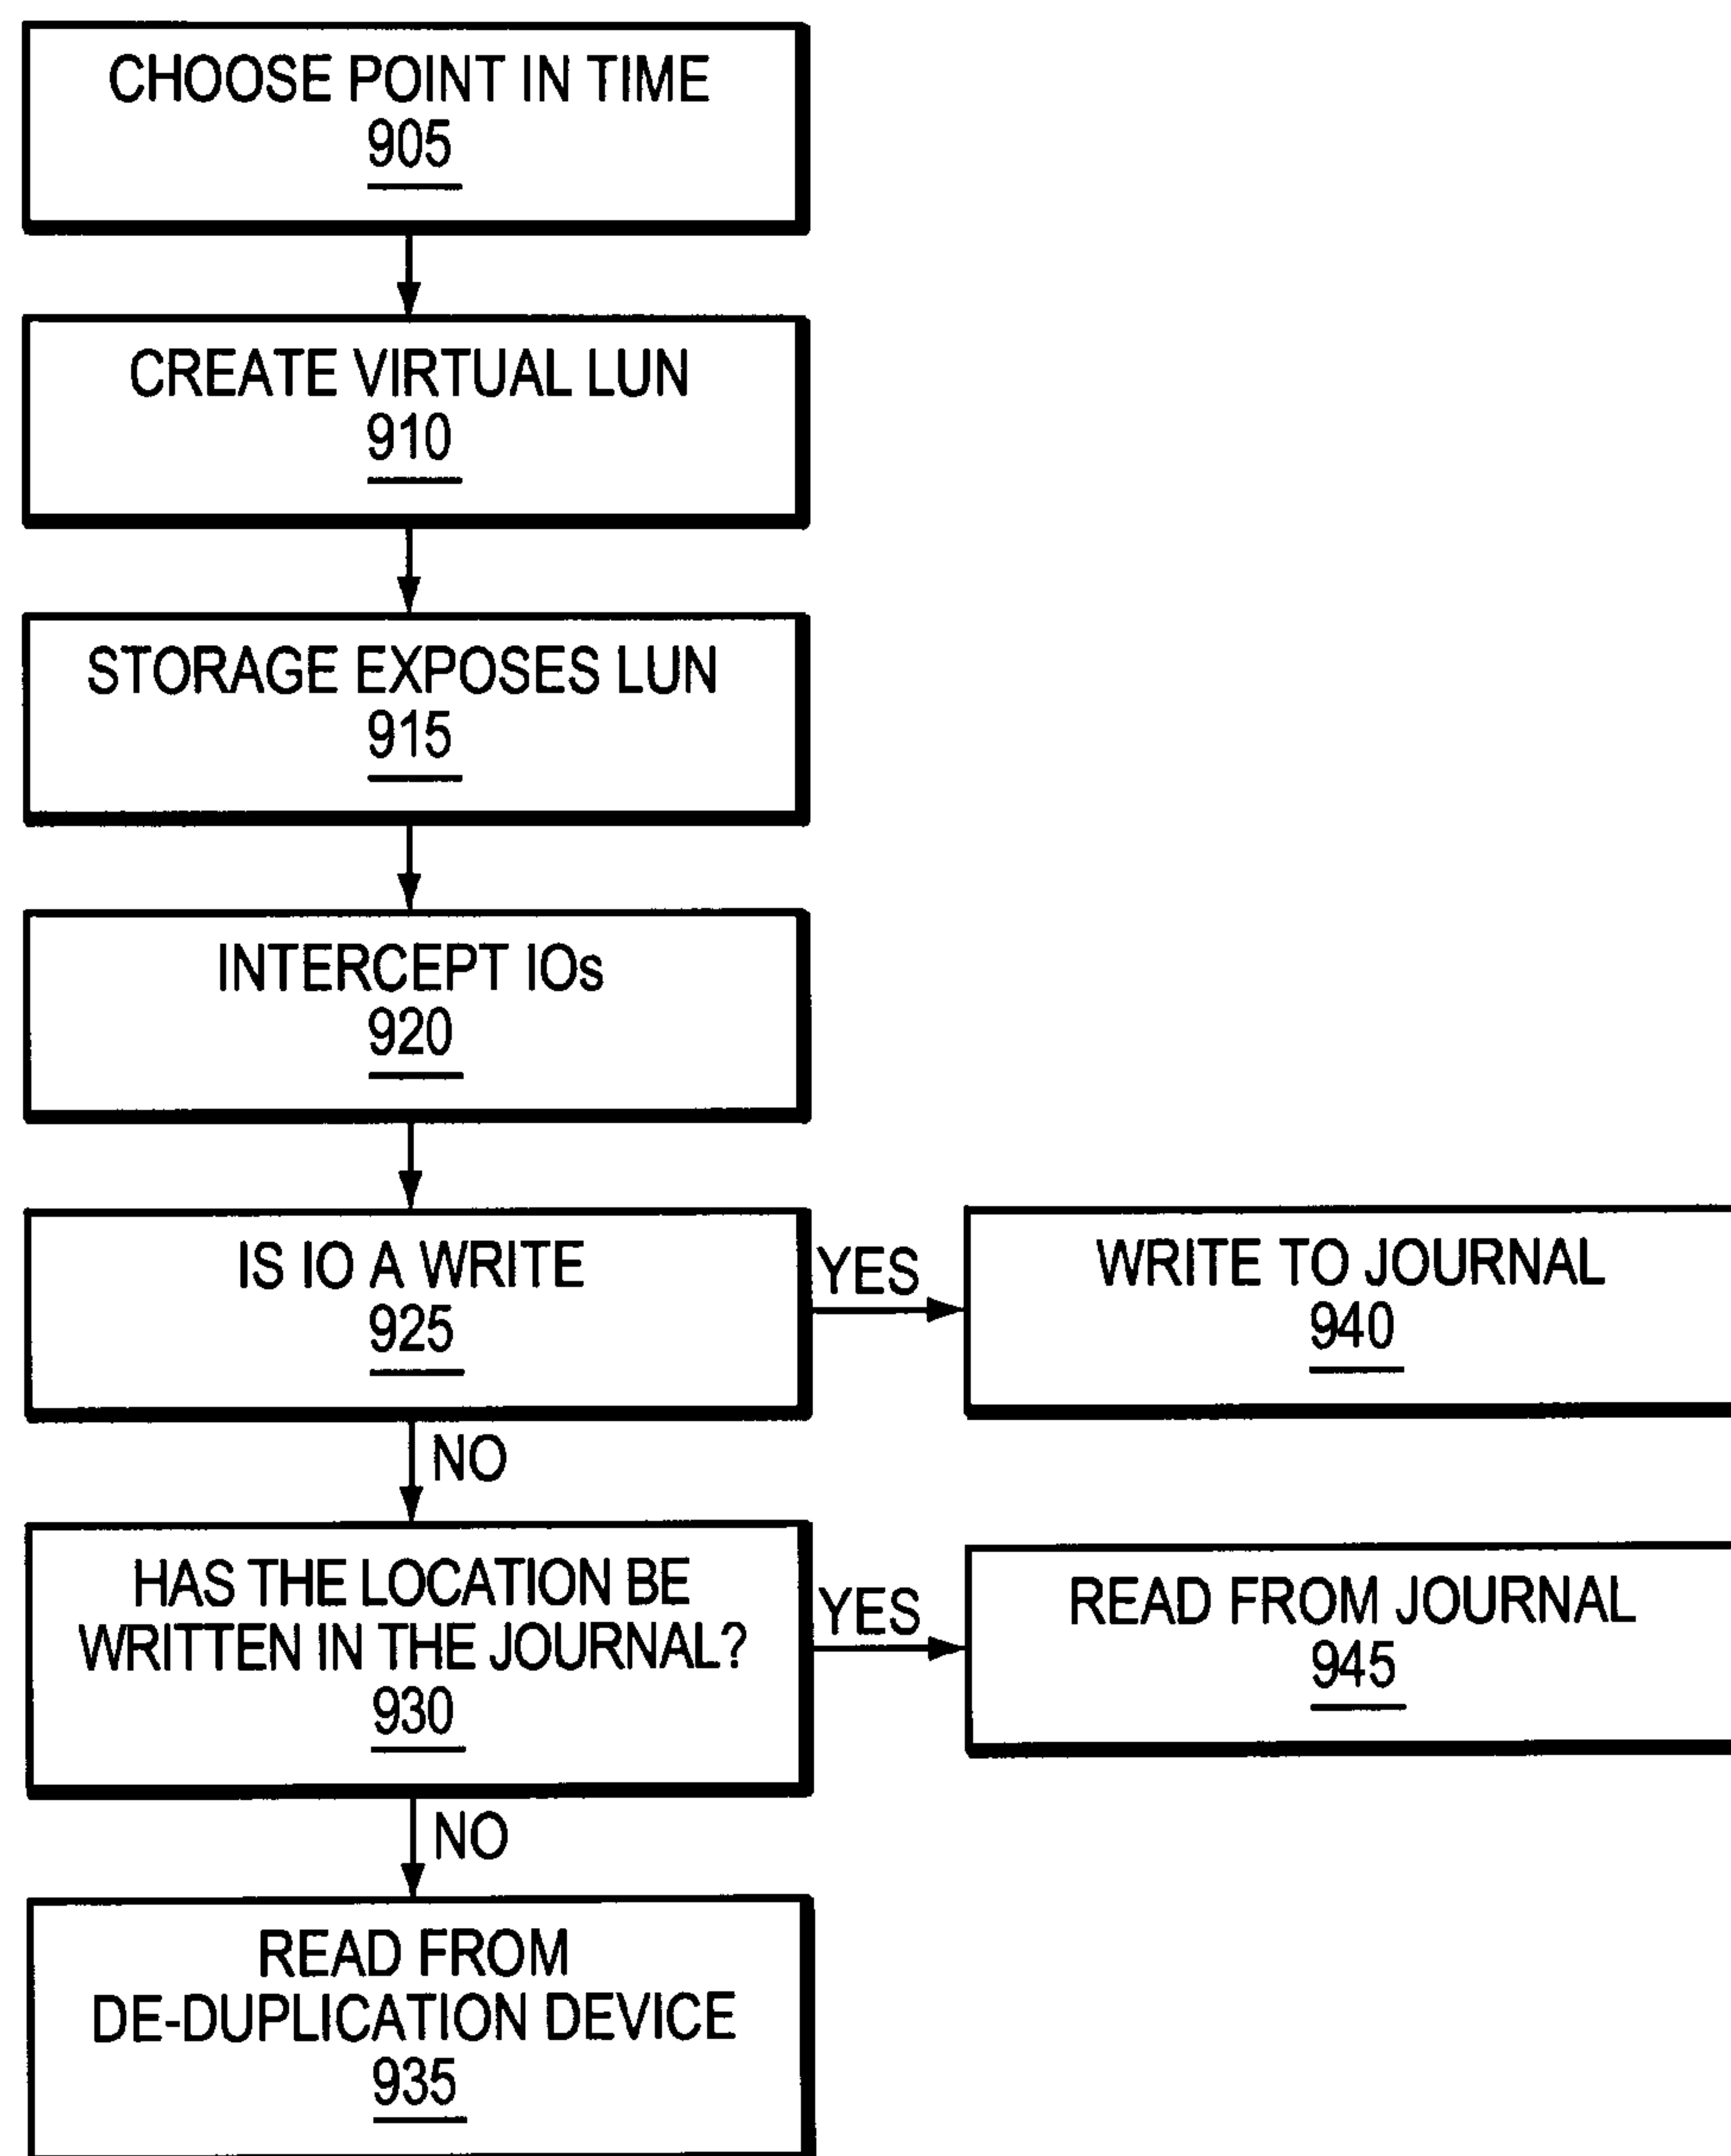 CHOOSE POINT IN TIME
905
CREATE VIRTUAL LUN
910
STORAGE EXPOSES LUN
915
INTERCEPT IOs
920
IS IO A WRITE
925
YES
WRITE TO JOURNAL
940
NO
HAS THE LOCATION BE
WRITTEN IN THE JOURNAL?
930
YES
READ FROM JOURNAL
945
NO
READ FROM
DE-DUPLICATION DEVICE
935